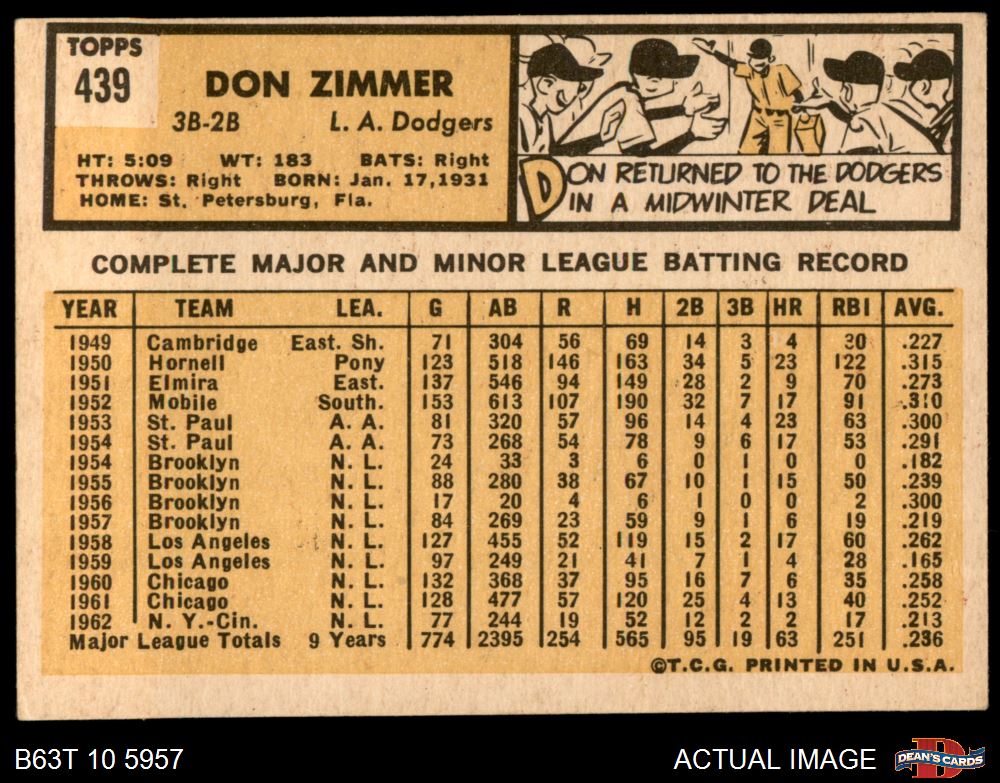 TOPPS
439
DON ZIMMER
3B-2B L. A. Dodgers
HT: 5:09 WT: 183 BATS: Right
THROWS: Right BORN: Jan. 17, 1931
HOME: St. Petersburg, Fla.
DON RETURNED TO THE DODGERS
IN A MIDWINTER DEAL
COMPLETE MAJOR AND MINOR LEAGUE BATTING RECORD
YEAR TEAM LEA. G AB R H 2B 3B HR RBI AVG.
1949 Cambridge East. Sh. 71 304 56 69 14 3 4 30 .227
1950 Hornell Pony 123 518 146 163 34 5 23 122 .315
1951 Elmira East. 137 546 94 149 28 2 9 70 .273
1952 Mobile South. 153 613 107 190 32 7 17 91 .310
1953 St. Paul A. A. 81 320 57 96 14 4 23 63 .300
1954 St. Paul A. A. 73 268 54 78 9 6 17 53 .291
1954 Brooklyn N. L. 24 33 3 6 0 1 0 0 .182
1955 Brooklyn N. L. 88 280 38 67 10 1 15 50 .239
1956 Brooklyn N. L. 17 20 4 6 1 0 0 2 .300
1957 Brooklyn N. L. 84 269 23 59 9 1 6 19 .219
1958 Los Angeles N. L. 127 455 52 119 15 2 17 60 .262
1959 Los Angeles N. L. 97 249 21 41 7 1 4 28 .165
1960 Chicago N. L. 132 368 37 95 16 7 6 35 .258
1961 Chicago N. L. 128 477 57 120 25 4 13 40 .252
1962 N. Y.-Cin. N. L. 77 244 19 52 12 2 2 17 .213
Major League Totals 9 Years 774 2395 254 565 95 19 63 251 .236
©T.C.G. PRINTED IN U.S.A.
B63T 10 5957 ACTUAL IMAGE DEAN'S CARDS